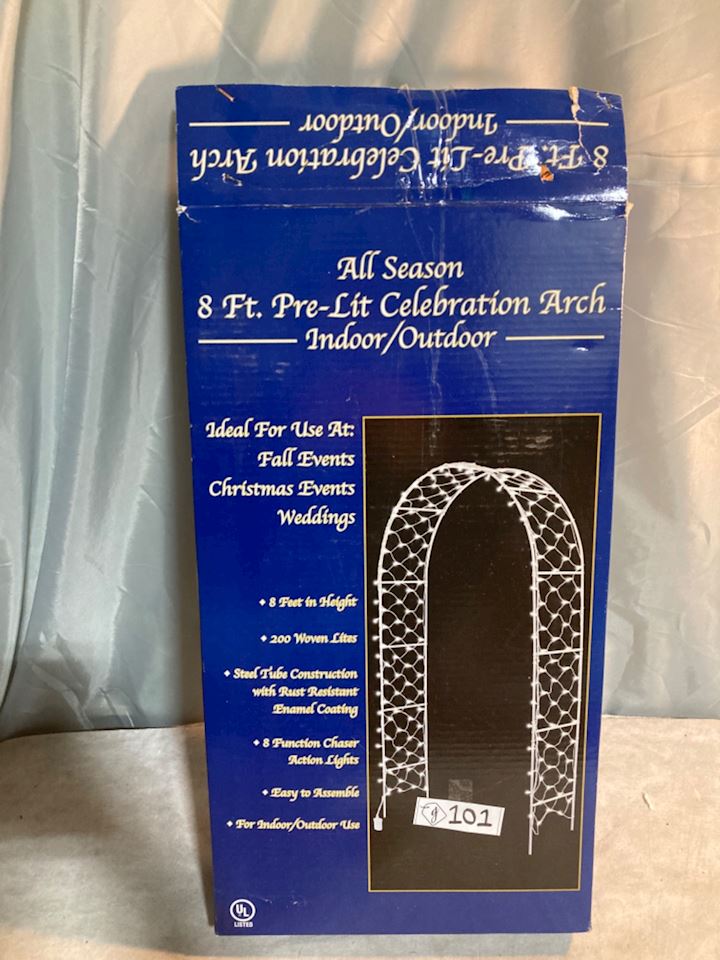 8 Ft. Pre-Lit Celebration Arch
Indoor/Outdoor
All Season
8 Ft. Pre-Lit Celebration Arch
Indoor/Outdoor
Ideal For Use At:
Fall Events
Christmas Events
Weddings
• 8 Feet in Height
• 200 Woven Lites
• Steel Tube Construction
with Rust Resistant
Enamel Coating
• 8 Function Chaser
Action Lights
• Easy to Assemble
• For Indoor/Outdoor Use
101
UL
LISTED